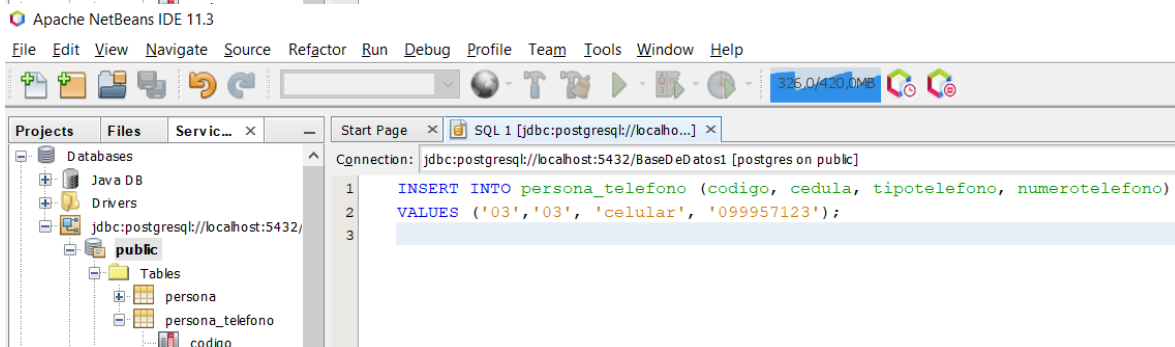 Apache NetBeans IDE 11.3
File Edit View Navigate Source Refactor Run Debug Profile Team Tools Window Help
326,0/420,0MB
Projects Files Servic... ×
Start Page × SQL 1 [jdbc:postgresql://localho...] ×
Databases
Connection: jdbc:postgresql://localhost:5432/BaseDeDatos1 [postgres on public]
Java DB
Drivers
jdbc:postgresql://localhost:5432/
public
Tables
persona
persona_telefono
codigo
1 INSERT INTO persona_telefono (codigo, cedula, tipotelefono, numerotelefono)
2 VALUES ('03','03', 'celular', '099957123');
3